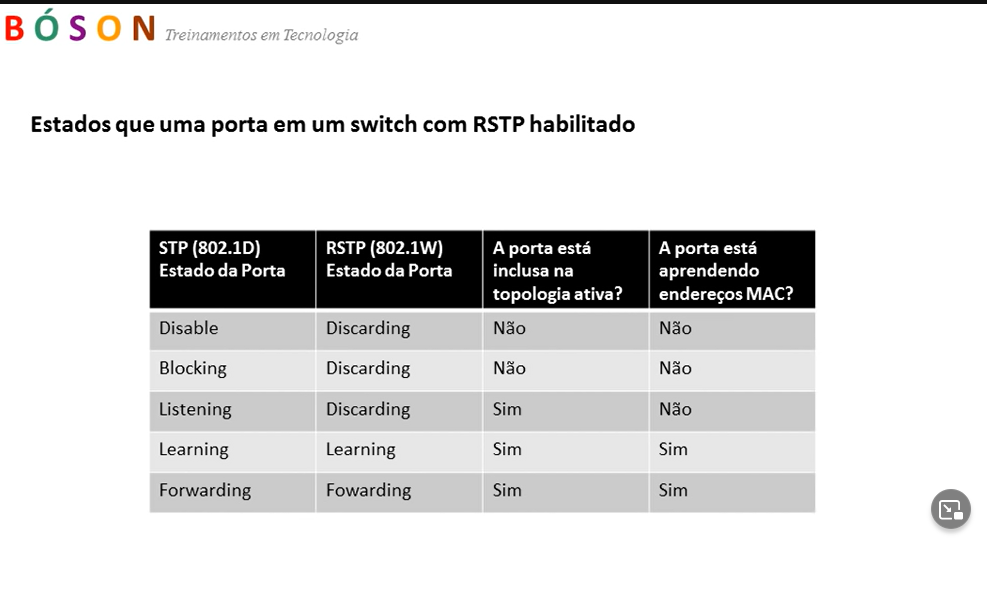 BÓSON Treinamentos em Tecnologia
Estados que uma porta em um switch com RSTP habilitado
STP (802.1D) Estado da Porta | RSTP (802.1W) Estado da Porta | A porta está inclusa na topologia ativa? | A porta está aprendendo endereços MAC?
Disable | Discarding | Não | Não
Blocking | Discarding | Não | Não
Listening | Discarding | Sim | Não
Learning | Learning | Sim | Sim
Forwarding | Fowarding | Sim | Sim